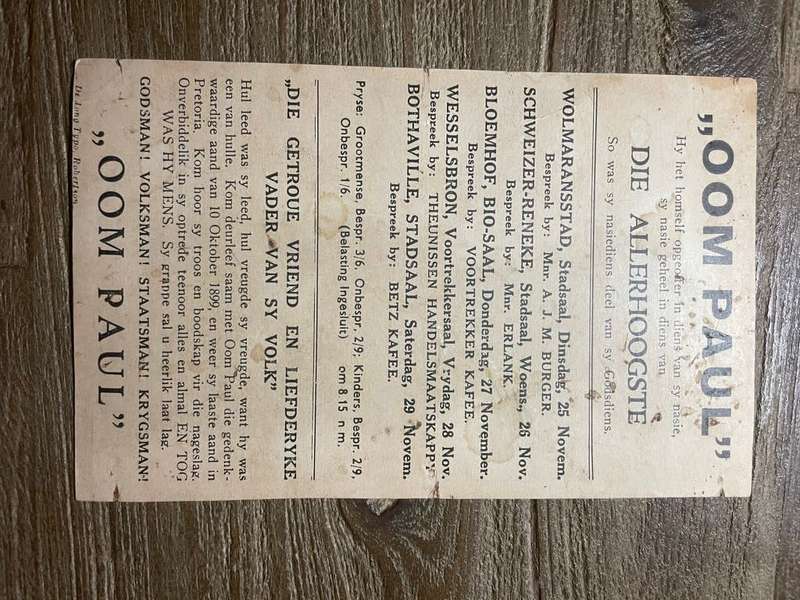 „OOM PAUL”
Hy het homself opgeoffer in diens van sy nasie,
sy nasie geheel in diens van
DIE ALLERHOOGSTE
So was sy nasiediens deel van sy Godsdiens.
WOLMARANSSTAD, Stadsaal, Dinsdag, 25 Novem.
Bespreek by: Mnr. A. J. M. BURGER.
SCHWEIZER-RENEKE, Stadsaal, Woens., 26 Nov.
Bespreek by: Mnr. ERLANK.
BLOEMHOF, BIO-SAAL, Donderdag, 27 November.
Bespreek by: VOORTREKKER KAFEE.
WESSELSBRON, Voortrekkersaal, Vrydag, 28 Nov.
Bespreek by: THEUNISSEN HANDELSMAATSKAPPY
BOTHAVILLE, STADSAAL, Saterdag, 29 Novem.
Bespreek by: BETZ KAFEE.
Pryse: Grootmense, Bespr. 3/6, Onbespr. 2/9; Kinders, Bespr. 2/9,
Onbespr. 1/6. (Belasting Ingesluit) om 8.15 n m.
„DIE GETROUE VRIEND EN LIEFDERYKE
VADER VAN SY VOLK”
Hul leed was sy leed, hul vreugde sy vreugde, want hy was
een van hulle. Kom deurleef saam met Oom Paul die gedenk-
waardige aand van 10 Oktober 1899, en weer sy laaste aand in
Pretoria. Kom hoor sy troos en boodskap vir die nageslag.
Onverbiddelik in sy optrede teenoor alles en almal EN TOG
WAS HY MENS. Sy grappe sal u heerlik laat lag.
GODSMAN! VOLKSMAN! STAATSMAN! KRYGSMAN!
„OOM PAUL”
De Jong Typo Robertson